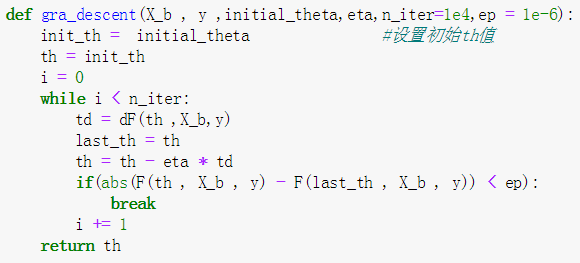 def gra_descent(X_b , y ,initial_theta,eta,n_iter=1e4,ep = 1e-6):
    init_th =  initial_theta                #设置初始th值
    th = init_th
    i = 0
    while i < n_iter:
        td = dF(th ,X_b,y)
        last_th = th
        th = th - eta * td
        if(abs(F(th , X_b , y) - F(last_th , X_b , y)) < ep):
            break
        i += 1
    return th